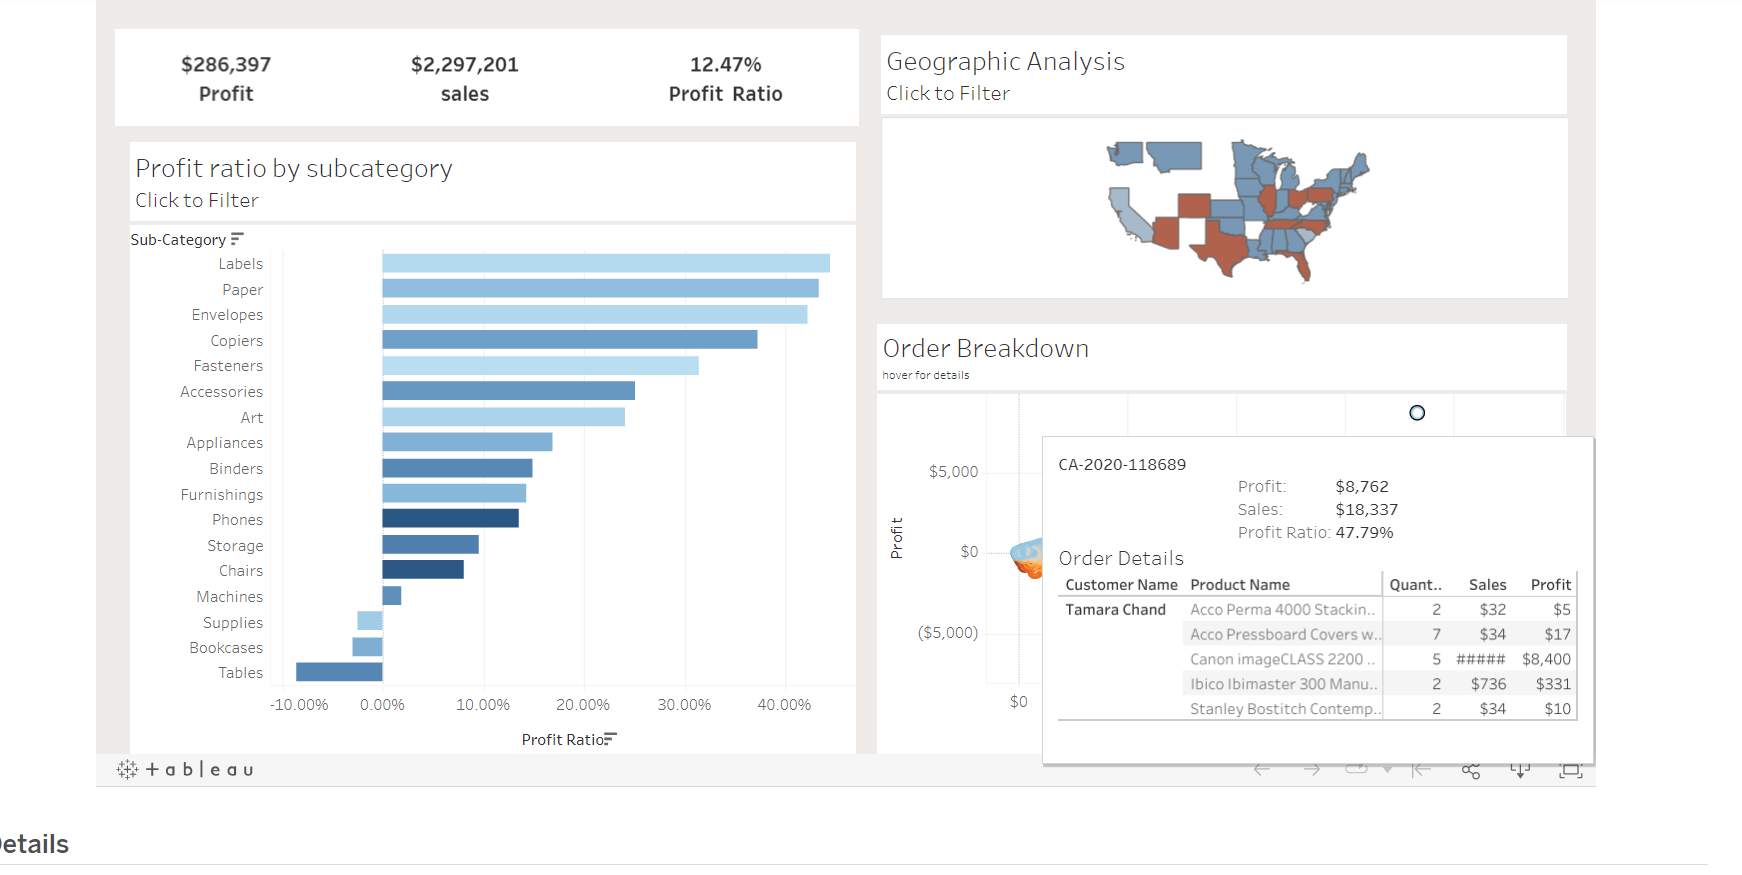 $286,397
Profit
$2,297,201
sales
12.47%
Profit Ratio
Profit ratio by subcategory
Click to Filter
Sub-Category
Labels
Paper
Envelopes
Copiers
Fasteners
Accessories
Art
Appliances
Binders
Furnishings
Phones
Storage
Chairs
Machines
Supplies
Bookcases
Tables
-10.00% 0.00% 10.00% 20.00% 30.00% 40.00%
Profit Ratio
Geographic Analysis
Click to Filter
Order Breakdown
hover for details
Profit
$5,000
$0
($5,000)
$0
CA-2020-118689
Profit: $8,762
Sales: $18,337
Profit Ratio: 47.79%
Order Details
Customer Name Product Name Quant.. Sales Profit
Tamara Chand Acco Perma 4000 Stackin.. 2 $32 $5
Acco Pressboard Covers w.. 7 $34 $17
Canon imageCLASS 2200 .. 5 ##### $8,400
Ibico Ibimaster 300 Manu.. 2 $736 $331
Stanley Bostitch Contemp.. 2 $34 $10
+ a b l e a u
etails